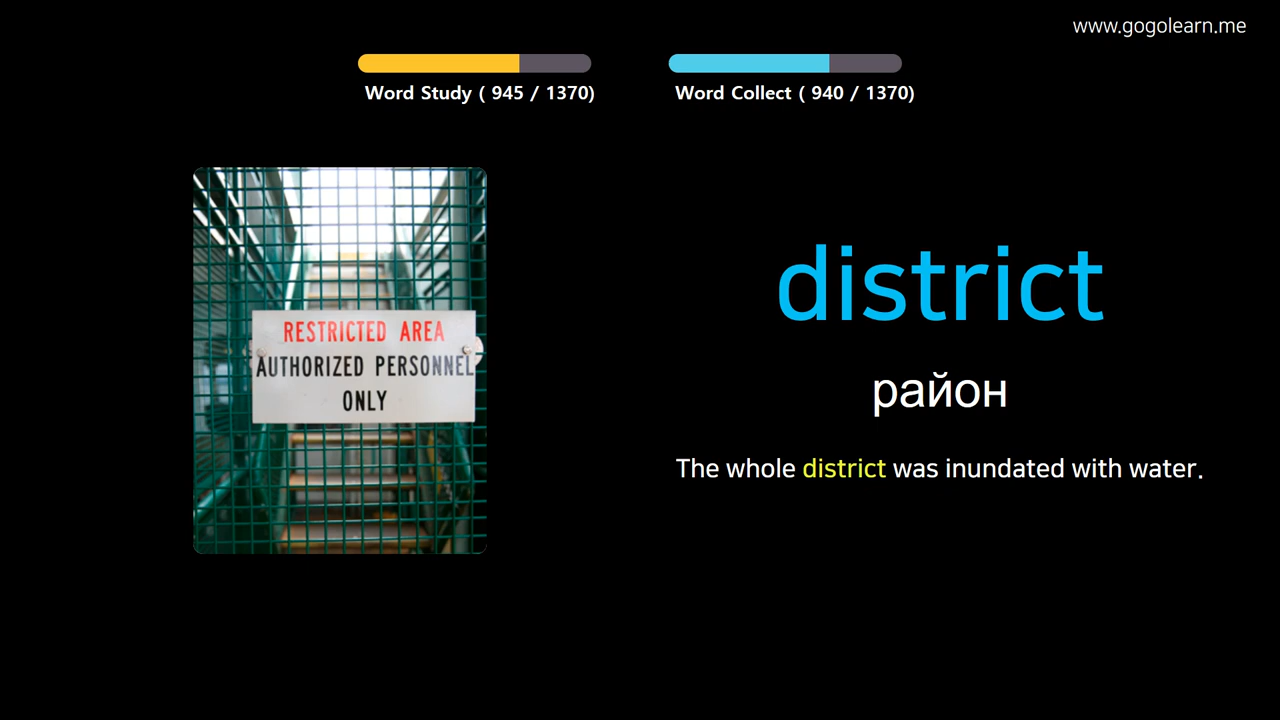 www.gogolearn.me
Word Study ( 945 / 1370)
Word Collect ( 940 / 1370)
RESTRICTED AREA
AUTHORIZED PERSONNEL
ONLY
district
район
The whole district was inundated with water.